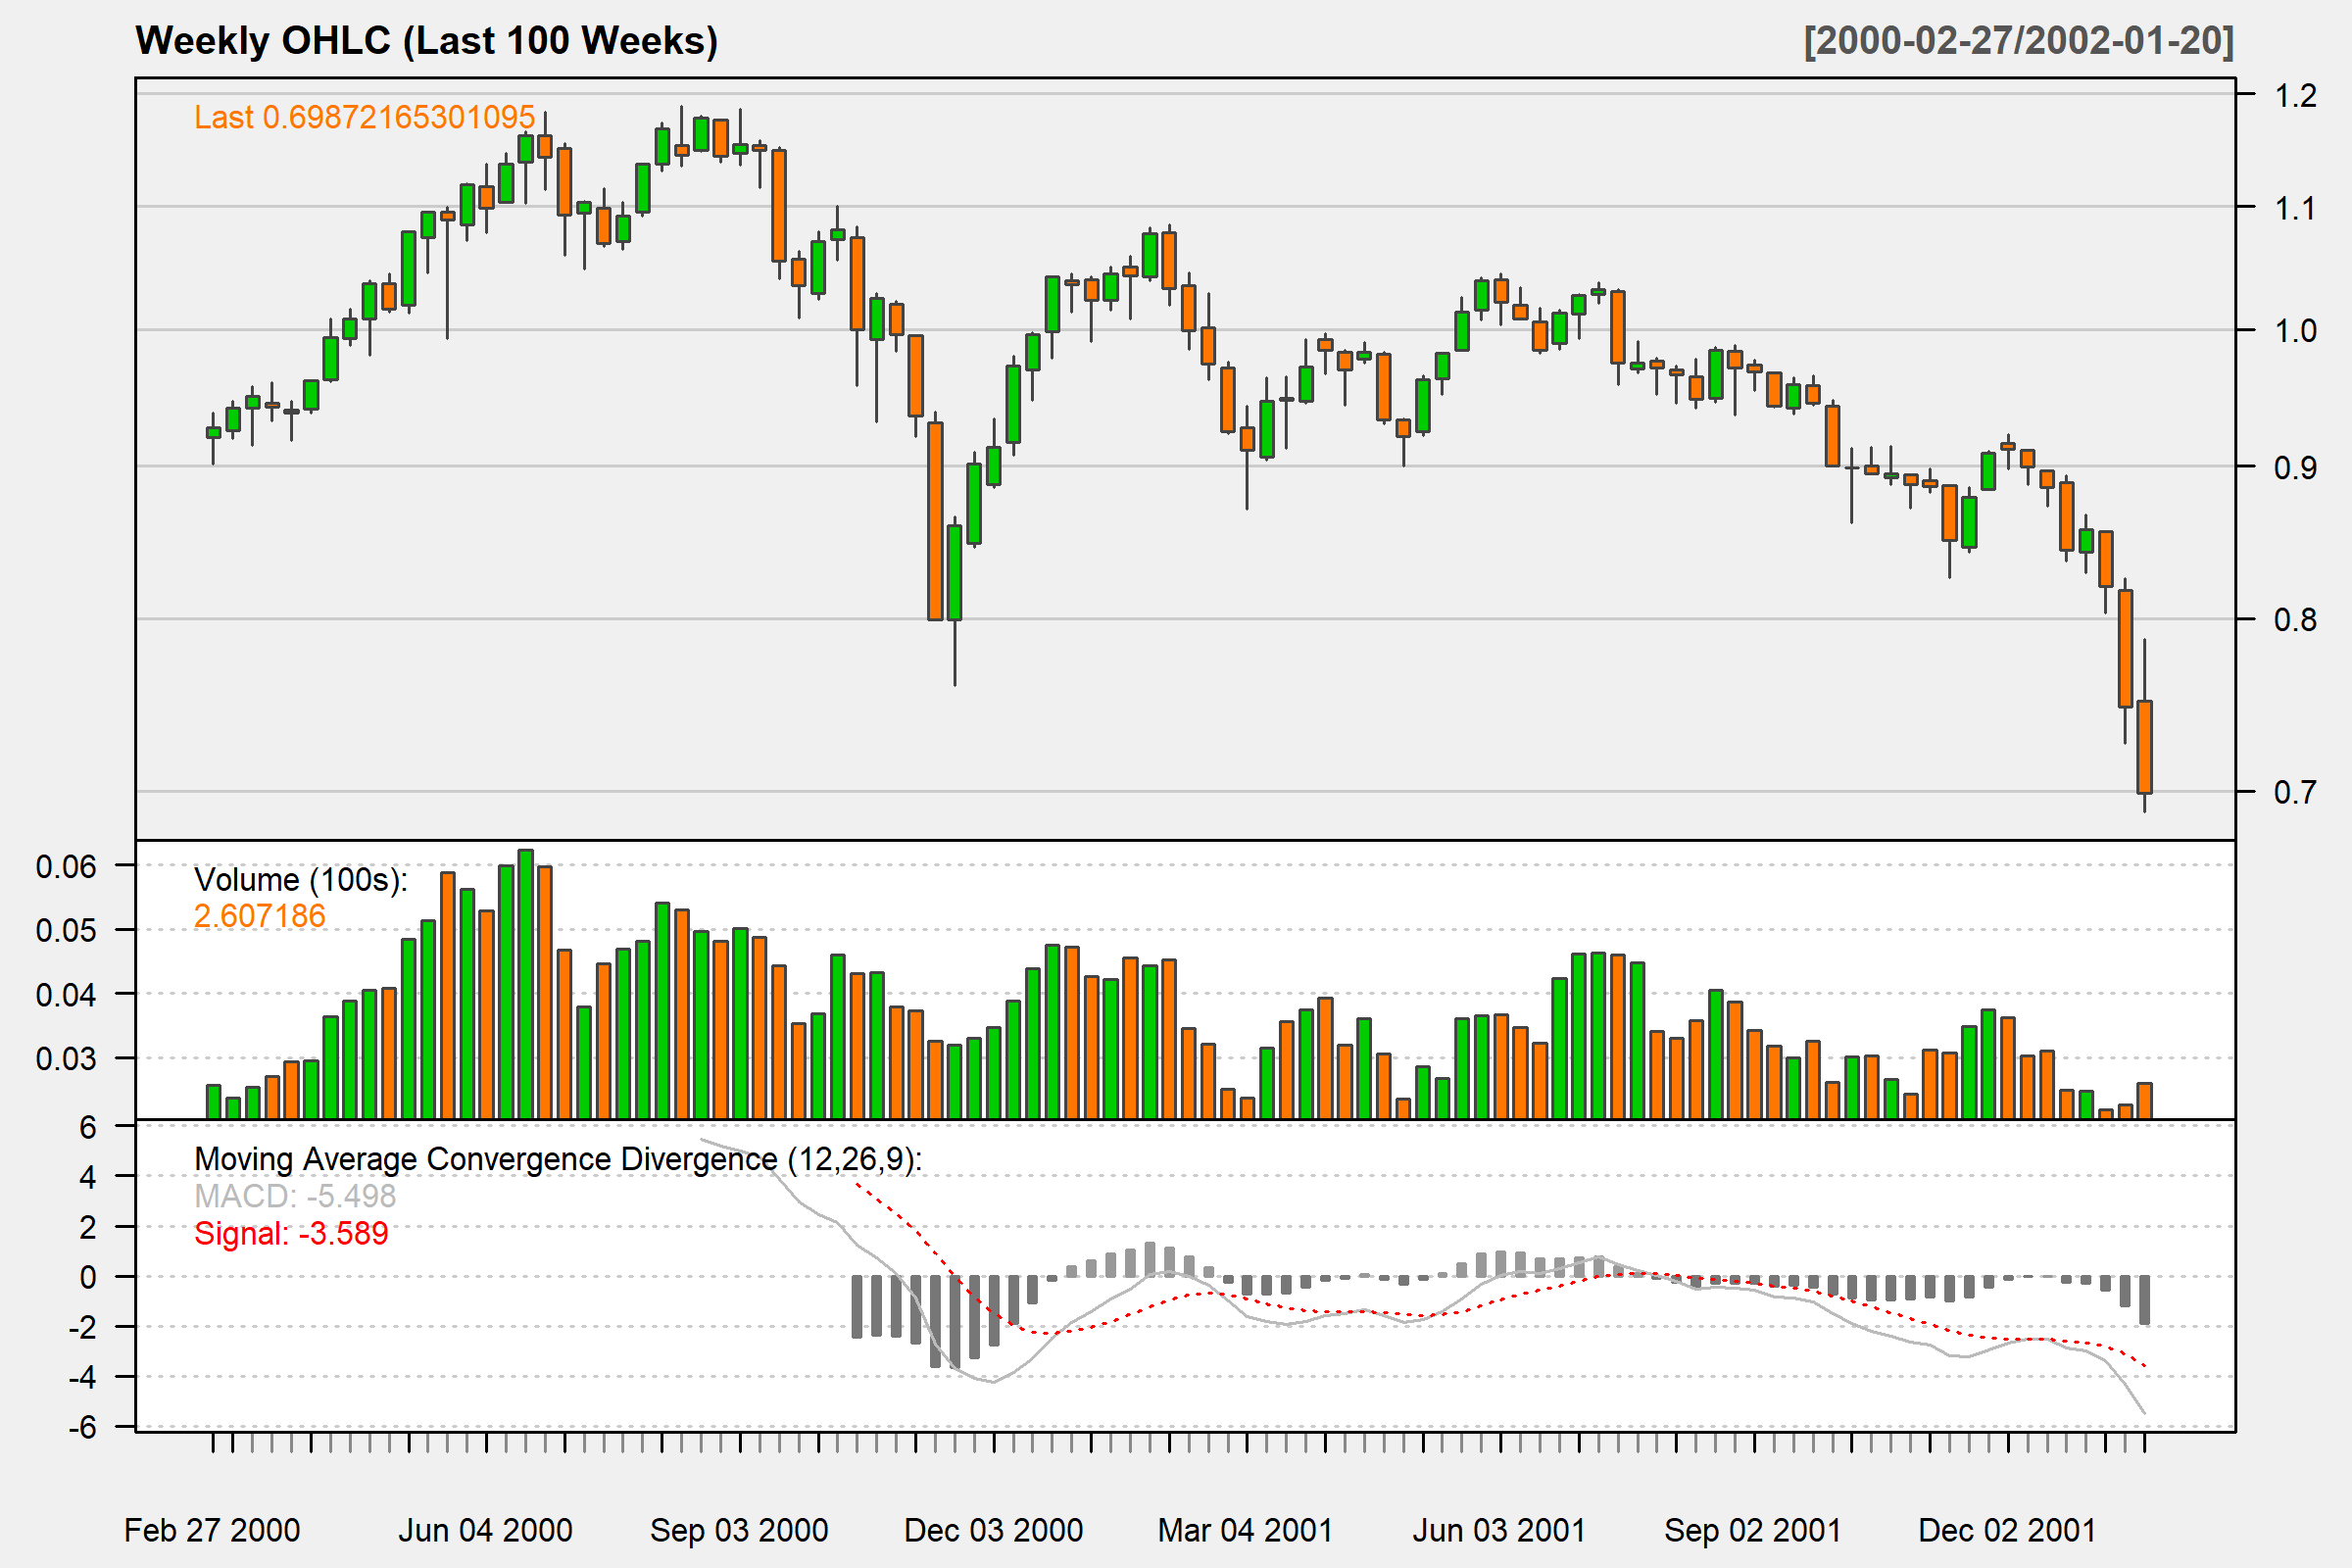 Weekly OHLC (Last 100 Weeks)
[2000-02-27/2002-01-20]
Last 0.69872165301095
1.2
1.1
1.0
0.9
0.8
0.7
0.06
0.05
0.04
0.03
Volume (100s):
2.607186
6
4
2
0
-2
-4
-6
Moving Average Convergence Divergence (12,26,9):
MACD: -5.498
Signal: -3.589
Feb 27 2000
Jun 04 2000
Sep 03 2000
Dec 03 2000
Mar 04 2001
Jun 03 2001
Sep 02 2001
Dec 02 2001